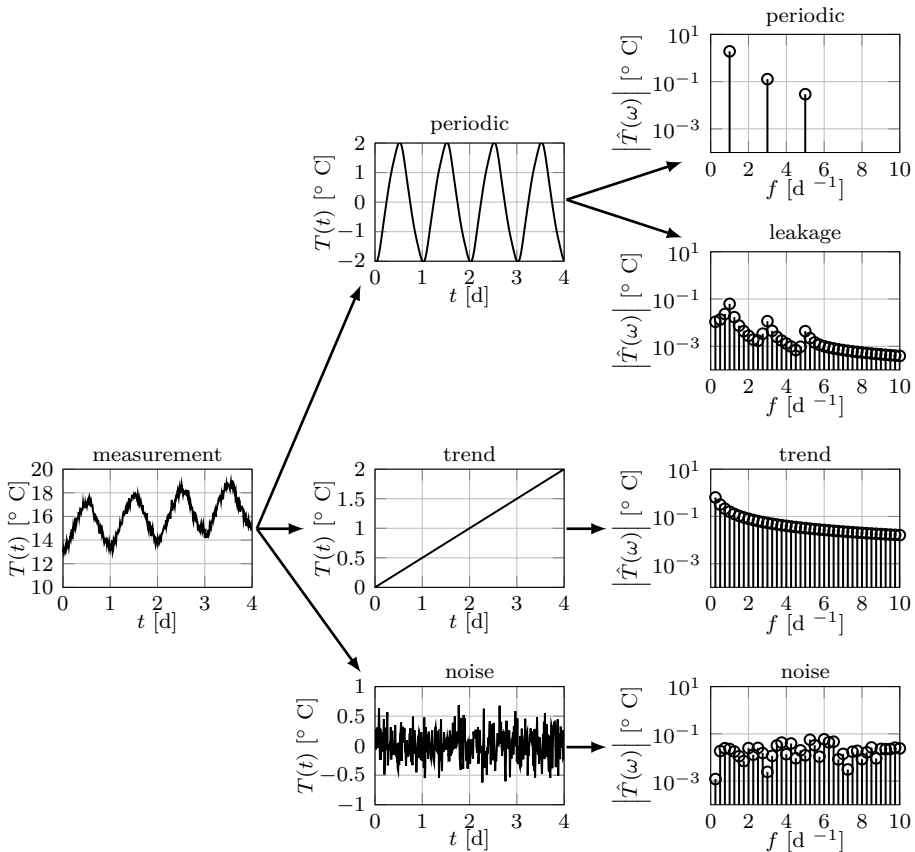 periodic
10^1
10^-1
10^-3
|T̂(ω)| [° C]
0 2 4 6 8 10
f [d ^-1]
periodic
2
1
0
−1
−2
T(t) [° C]
0 1 2 3 4
t [d]
leakage
10^1
10^-1
10^-3
|T̂(ω)| [° C]
0 2 4 6 8 10
f [d ^-1]
measurement
20
18
16
14
12
10
T(t) [° C]
0 1 2 3 4
t [d]
trend
2
1.5
1
0.5
0
T(t) [° C]
0 1 2 3 4
t [d]
trend
10^1
10^-1
10^-3
|T̂(ω)| [° C]
0 2 4 6 8 10
f [d ^-1]
noise
1
0.5
0
−0.5
−1
T(t) [° C]
0 1 2 3 4
t [d]
noise
10^1
10^-1
10^-3
|T̂(ω)| [° C]
0 2 4 6 8 10
f [d ^-1]